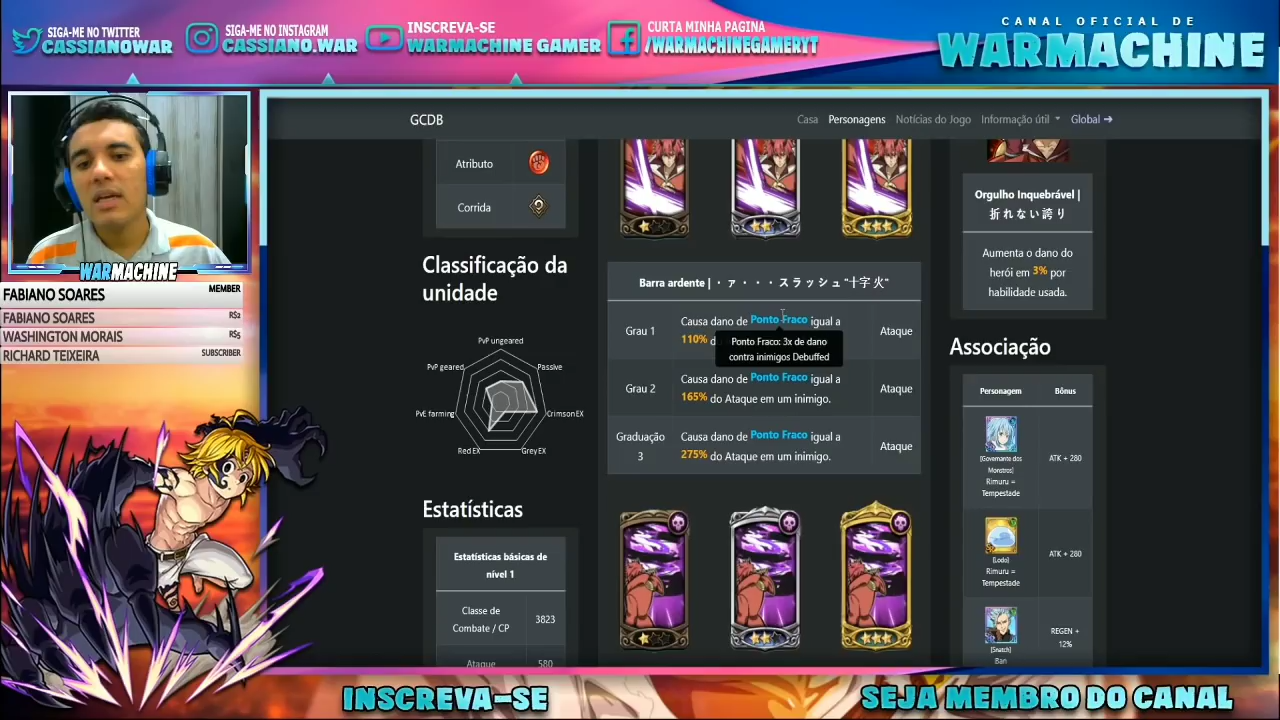 SIGA-ME NO TWITTER
CASSIANOWAR
SIGA-ME NO INSTAGRAM
CASSIANO.WAR
INSCREVA-SE
WARMACHINE GAMER
CURTA MINHA PAGINA
/WARMACHINEGAMERYT
CANAL OFICIAL DE
WARMACHINE
WARMACHINE
FABIANO SOARES
MEMBER
FABIANO SOARES
R$2
WASHINGTON MORAIS
R$5
RICHARD TEIXEIRA
SUBSCRIBER
GCDB
Casa
Personagens
Notícias do Jogo
Informação útil
Global →
Atributo
Corrida
Classificação da
unidade
PvP ungeared
PvP geared
Passive
PvE farming
Crimson EX
Red EX
Grey EX
Estatísticas
Estatísticas básicas de
nível 1
Classe de
Combate / CP
3823
Ataque
580
Barra ardente | ・ ァ ・ ・ ・ スラッシュ "十字 火"
Grau 1
Causa dano de Ponto Fraco igual a
110% d
Ataque
Ponto Fraco: 3x de dano
contra inimigos Debuffed
Grau 2
Causa dano de Ponto Fraco igual a
165% do Ataque em um inimigo.
Ataque
Graduação
3
Causa dano de Ponto Fraco igual a
275% do Ataque em um inimigo.
Ataque
Orgulho Inquebrável |
折れない誇り
Aumenta o dano do
herói em 3% por
habilidade usada.
Associação
Personagem
Bônus
[Governante dos
Monstros]
Rimuru =
Tempestade
ATK + 280
[Lodo]
Rimuru =
Tempestade
ATK + 280
[Snatch]
Ban
REGEN +
12%
INSCREVA-SE
SEJA MEMBRO DO CANAL